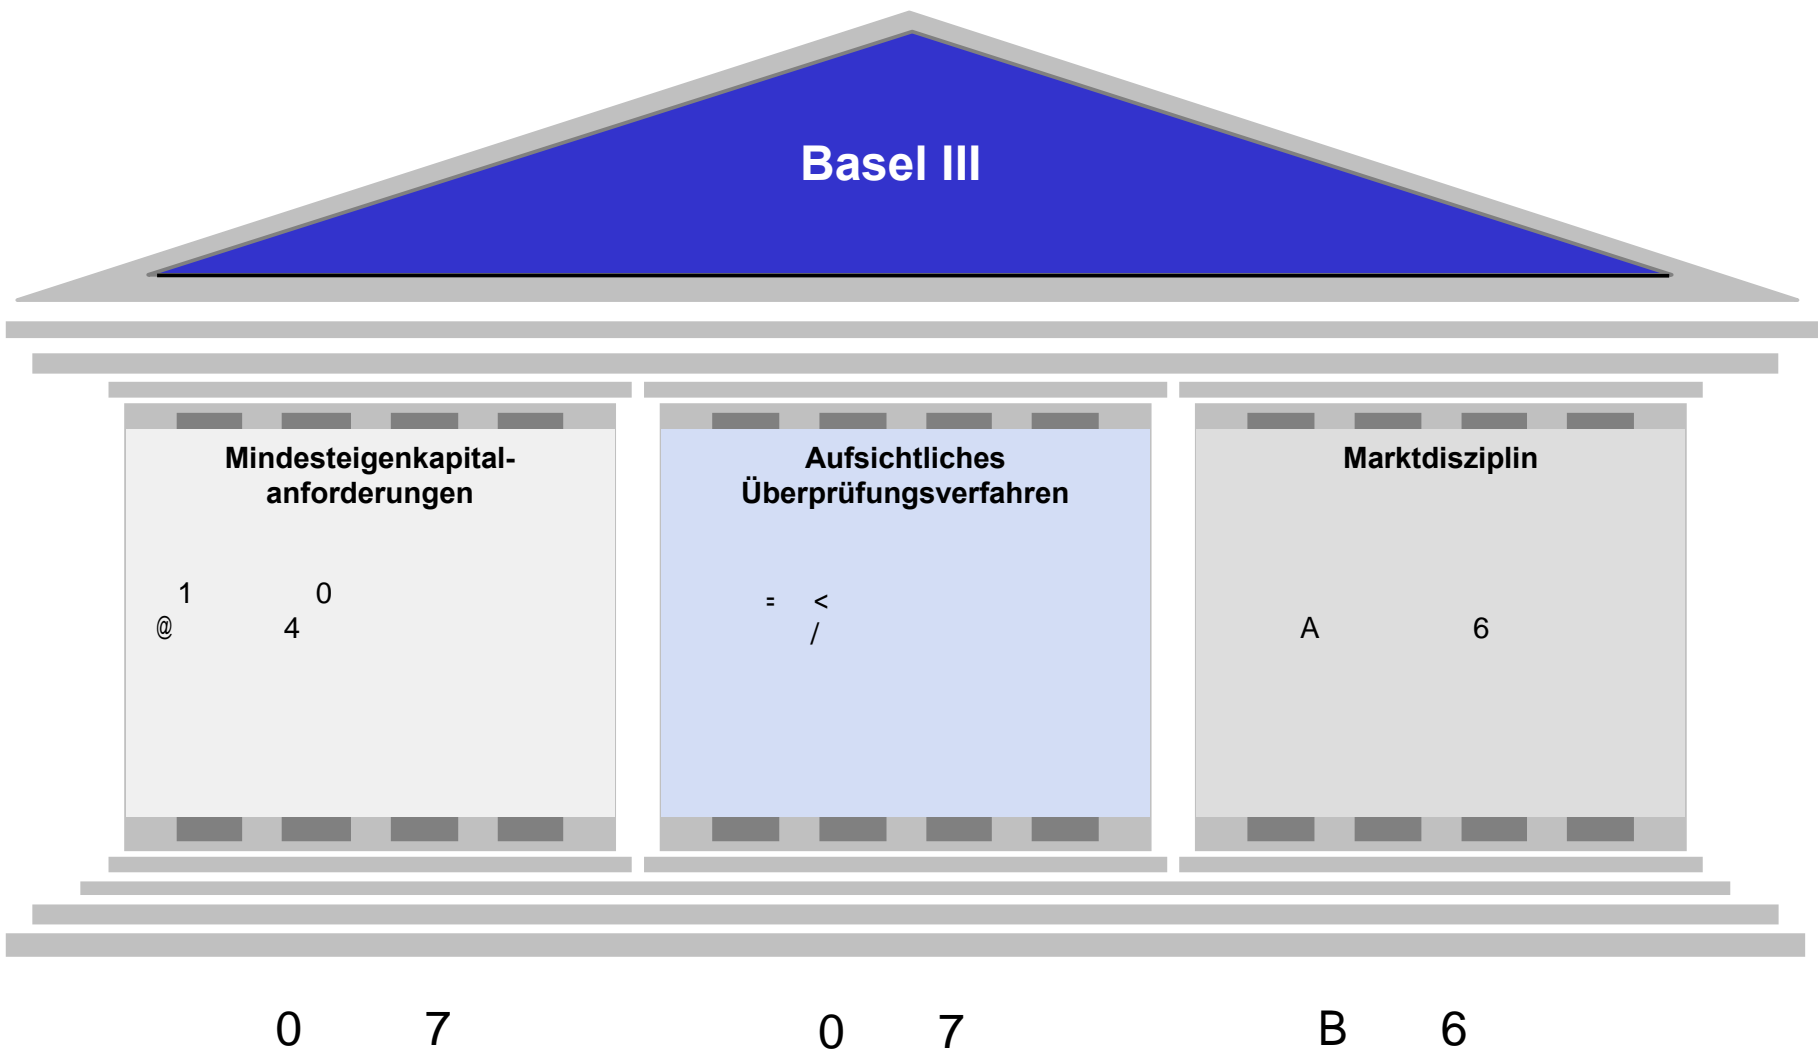 Basel III
Mindesteigenkapital-
anforderungen
1 0
@ 4
Aufsichtliches
Überprüfungsverfahren
= <
/
Marktdisziplin
A 6
0 7
0 7
B 6